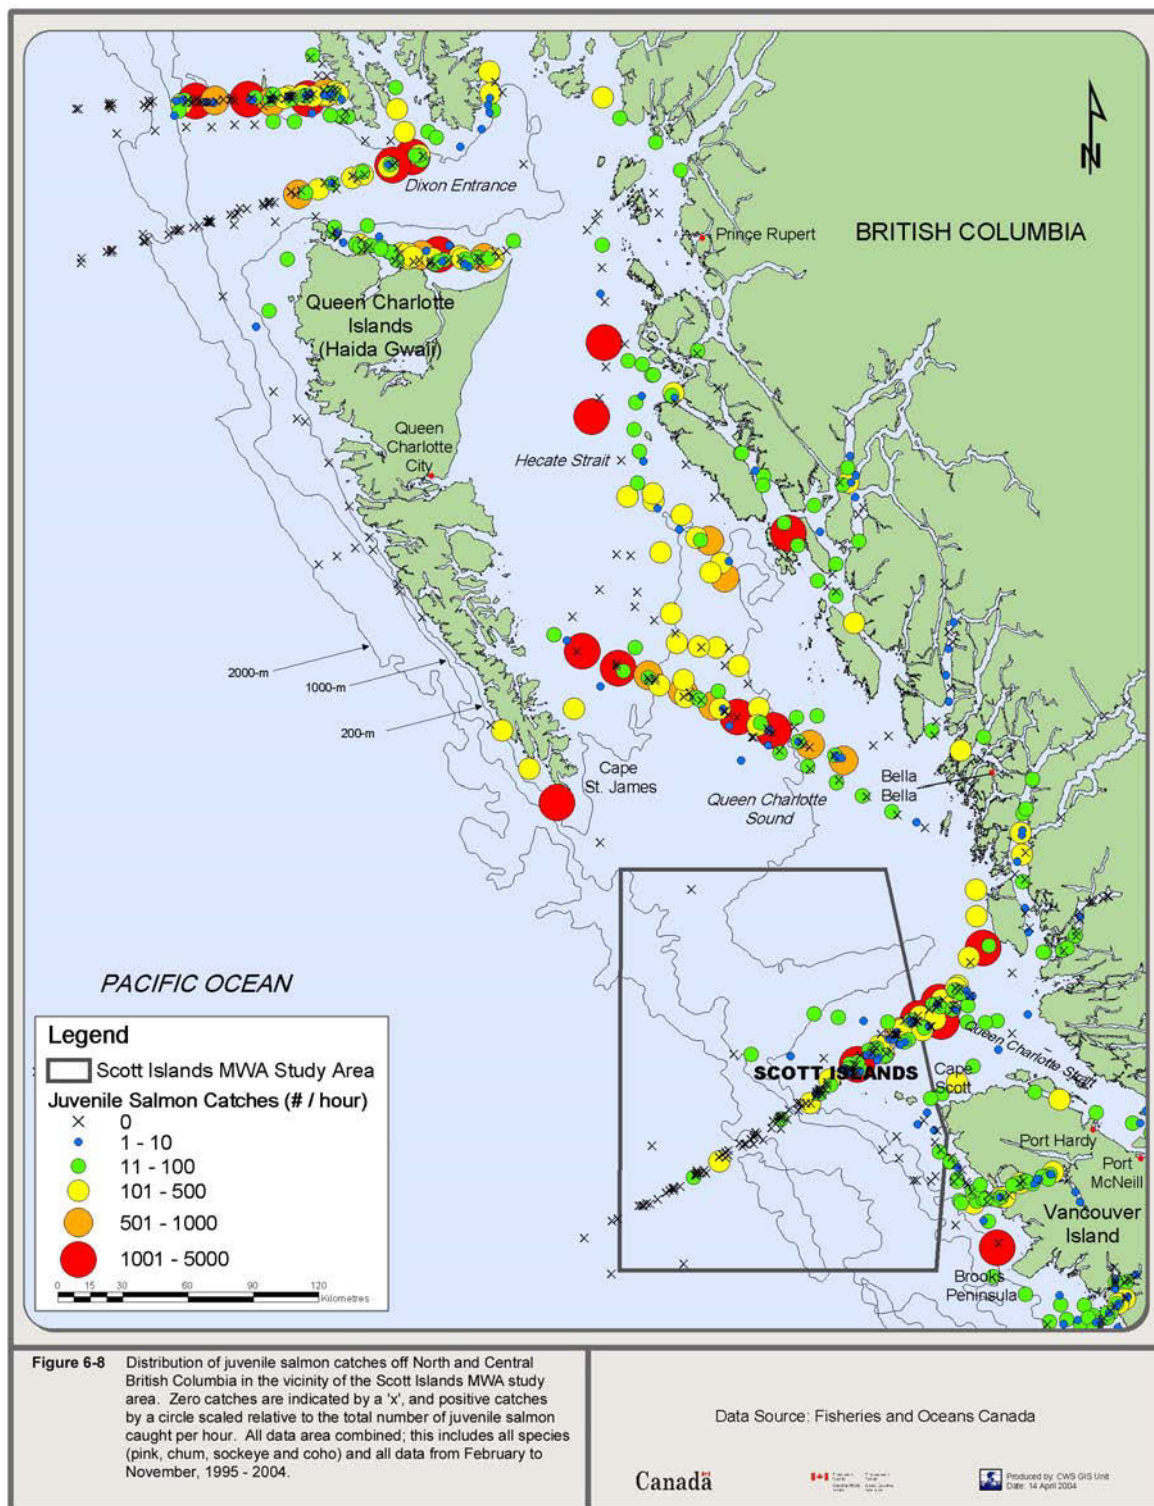 N
Dixon Entrance
Prince Rupert
BRITISH COLUMBIA
Queen Charlotte
Islands
(Haida Gwaii)
Queen
Charlotte
City
Hecate Strait
2000-m
1000-m
200-m
Cape
St. James
Queen Charlotte
Sound
Bella
Bella
PACIFIC OCEAN
Queen Charlotte Strait
SCOTT ISLANDS
Cape
Scott
Port Hardy
Port
McNeill
Vancouver
Island
Brooks
Peninsula
Legend
Scott Islands MWA Study Area
Juvenile Salmon Catches (# / hour)
0
1 - 10
11 - 100
101 - 500
501 - 1000
1001 - 5000
0 15 30 60 90 120
Kilometres
Figure 6-8 Distribution of juvenile salmon catches off North and Central
British Columbia in the vicinity of the Scott Islands MWA study
area. Zero catches are indicated by a 'x', and positive catches
by a circle scaled relative to the total number of juvenile salmon
caught per hour. All data area combined; this includes all species
(pink, chum, sockeye and coho) and all data from February to
November, 1995 - 2004.
Data Source: Fisheries and Oceans Canada
Canada
Produced by: CWS GIS Unit
Date: 14 April 2004